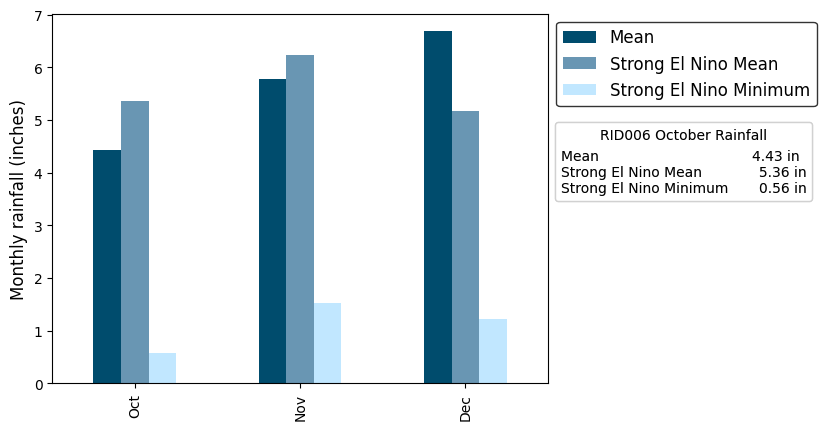 7
6
5
4
3
2
1
0
Monthly rainfall (inches)
Oct
Nov
Dec
Mean
Strong El Nino Mean
Strong El Nino Minimum
RID006 October Rainfall
Mean 4.43 in
Strong El Nino Mean 5.36 in
Strong El Nino Minimum 0.56 in